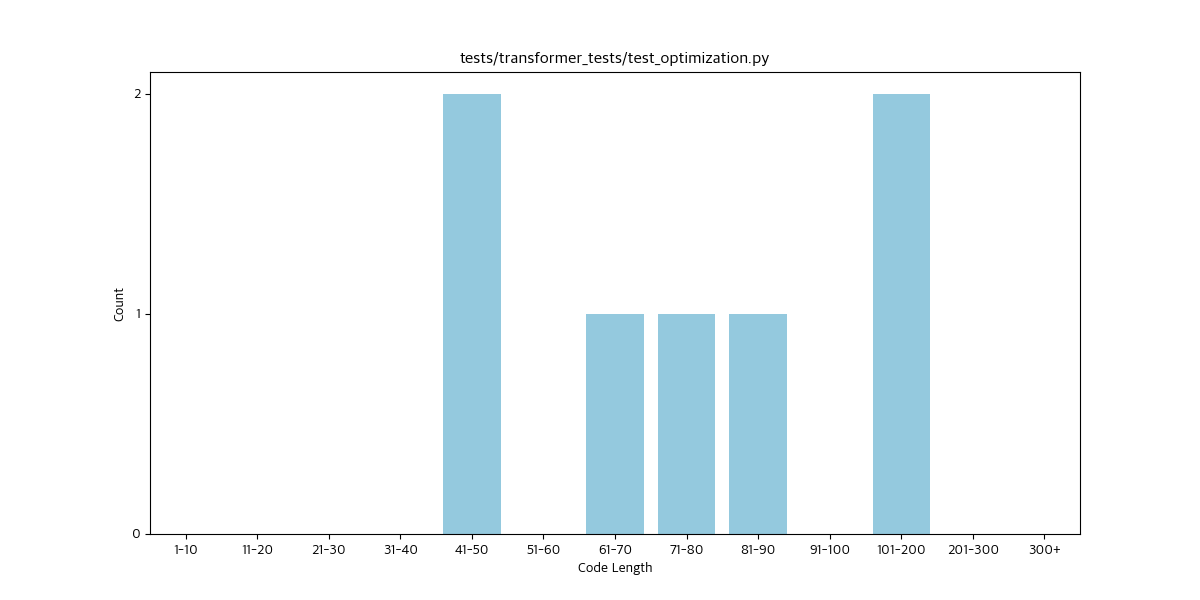 tests/transformer_tests/test_optimization.py
Count
2
1
0
1-10 11-20 21-30 31-40 41-50 51-60 61-70 71-80 81-90 91-100 101-200 201-300 300+
Code Length